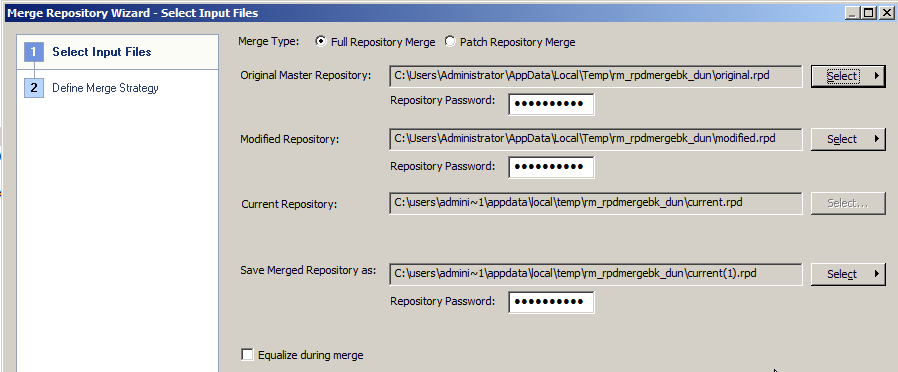 Merge Repository Wizard - Select Input Files
1 Select Input Files
2 Define Merge Strategy
Merge Type: Full Repository Merge Patch Repository Merge
Original Master Repository: C:\Users\Administrator\AppData\Local\Temp\rm_rpdmergebk_dun\original.rpd Select
Repository Password: ●●●●●●●●●●
Modified Repository: C:\Users\Administrator\AppData\Local\Temp\rm_rpdmergebk_dun\modified.rpd Select
Repository Password: ●●●●●●●●●●
Current Repository: C:\users\admini~1\appdata\local\temp\rm_rpdmergebk_dun\current.rpd Select...
Save Merged Repository as: C:\users\admini~1\appdata\local\temp\rm_rpdmergebk_dun\current(1).rpd Select
Repository Password: ●●●●●●●●●●
Equalize during merge